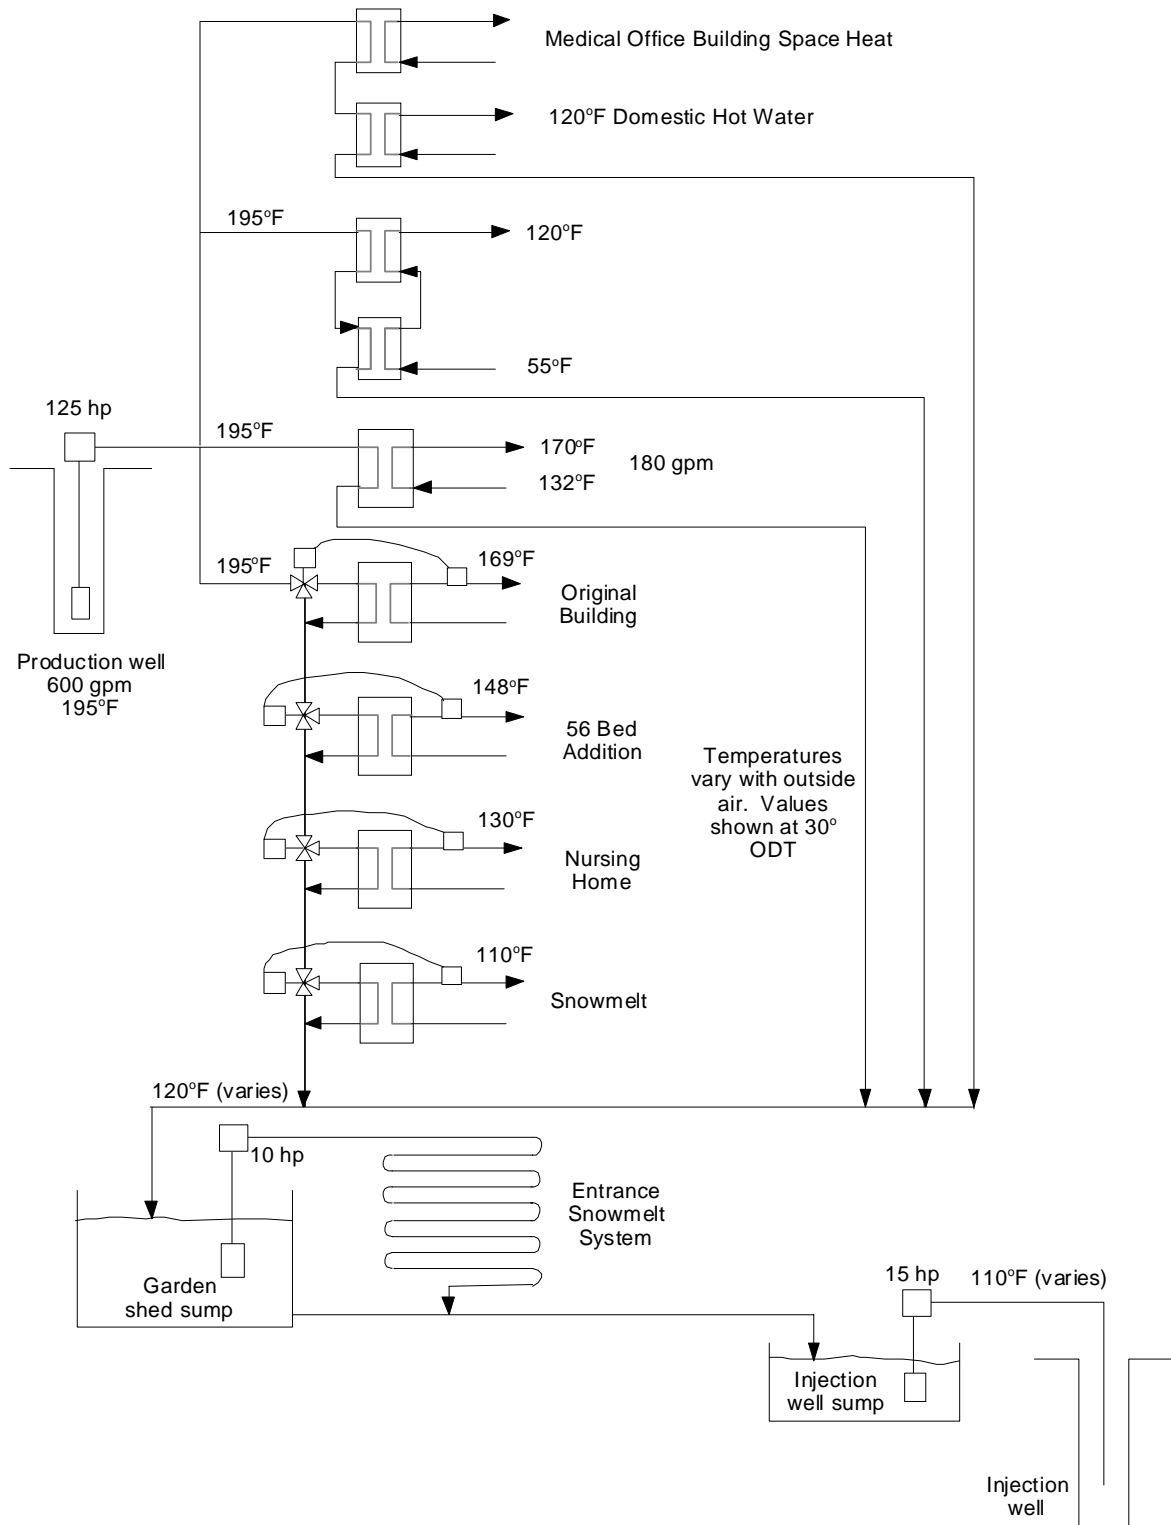 Medical Office Building Space Heat
120°F Domestic Hot Water
195°F
120°F
55°F
125 hp
195°F
170°F
180 gpm
132°F
195°F
169°F
Original
Building
Production well
600 gpm
195°F
148°F
56 Bed
Addition
Temperatures
vary with outside
air. Values
shown at 30°
ODT
130°F
Nursing
Home
110°F
Snowmelt
120°F (varies)
10 hp
Entrance
Snowmelt
System
Garden
shed sump
15 hp
110°F (varies)
Injection
well sump
Injection
well